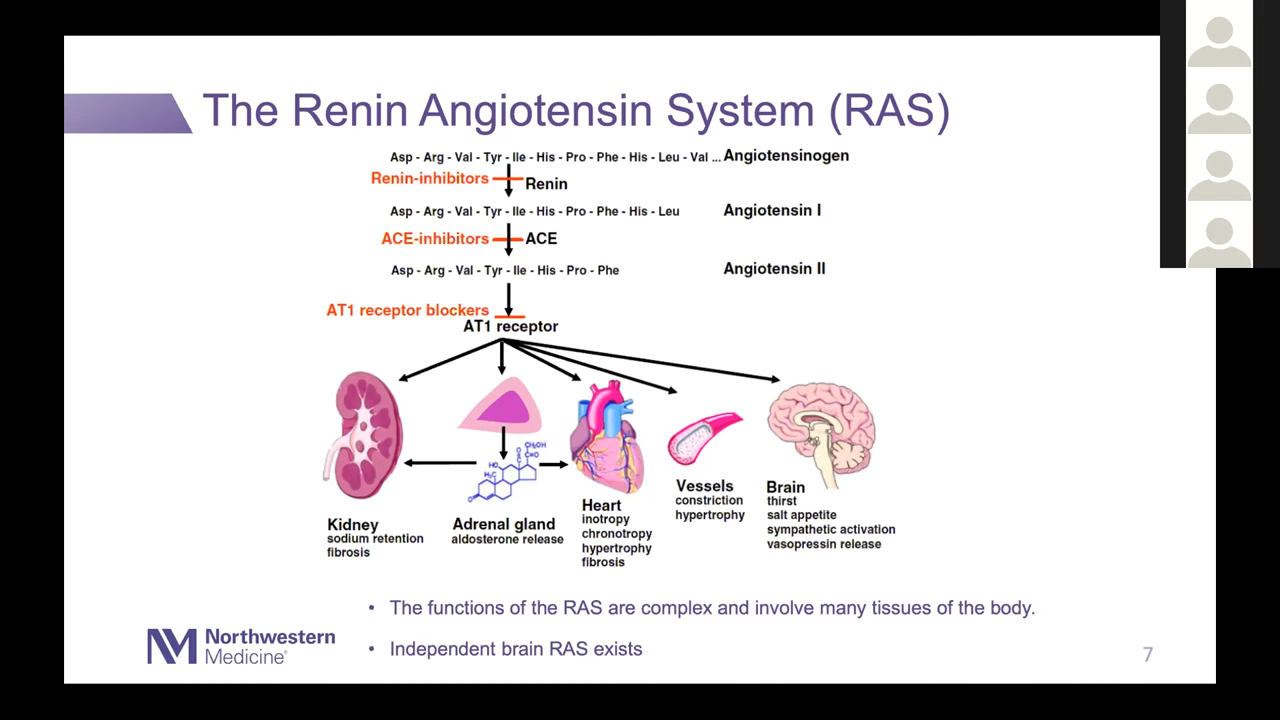 The Renin Angiotensin System (RAS)
Asp - Arg - Val - Tyr - Ile - His - Pro - Phe - His - Leu - Val ... Angiotensinogen
Renin-inhibitors Renin
Asp - Arg - Val - Tyr - Ile - His - Pro - Phe - His - Leu Angiotensin I
ACE-inhibitors ACE
Asp - Arg - Val - Tyr - Ile - His - Pro - Phe Angiotensin II
AT1 receptor blockers
AT1 receptor
CH₂OH
C=O
O
HO
H₃C
O
Kidney
sodium retention
fibrosis
Adrenal gland
aldosterone release
Heart
inotropy
chronotropy
hypertrophy
fibrosis
Vessels
constriction
hypertrophy
Brain
thirst
salt appetite
sympathetic activation
vasopressin release
• The functions of the RAS are complex and involve many tissues of the body.
• Independent brain RAS exists
NM Northwestern
Medicine®
7